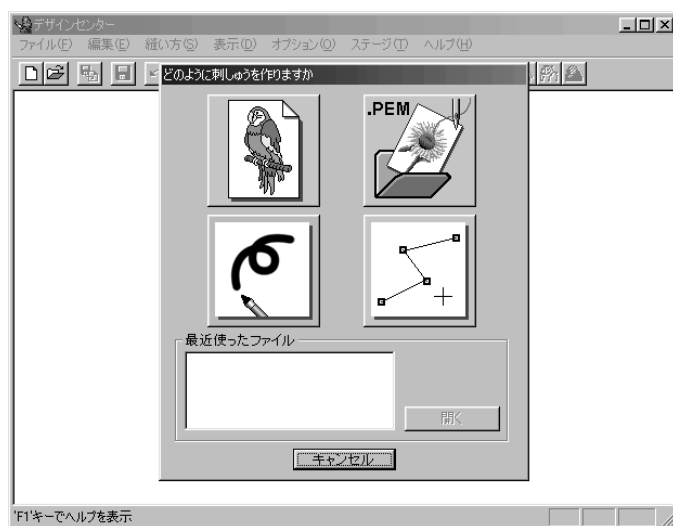 デザインセンター
ファイル(F) 編集(E) 縫い方(S) 表示(D) オプション(O) ステージ(T) ヘルプ(H)
どのように刺しゅうを作りますか
.PEM
最近使ったファイル
開く
キャンセル
'F1'キーでヘルプを表示